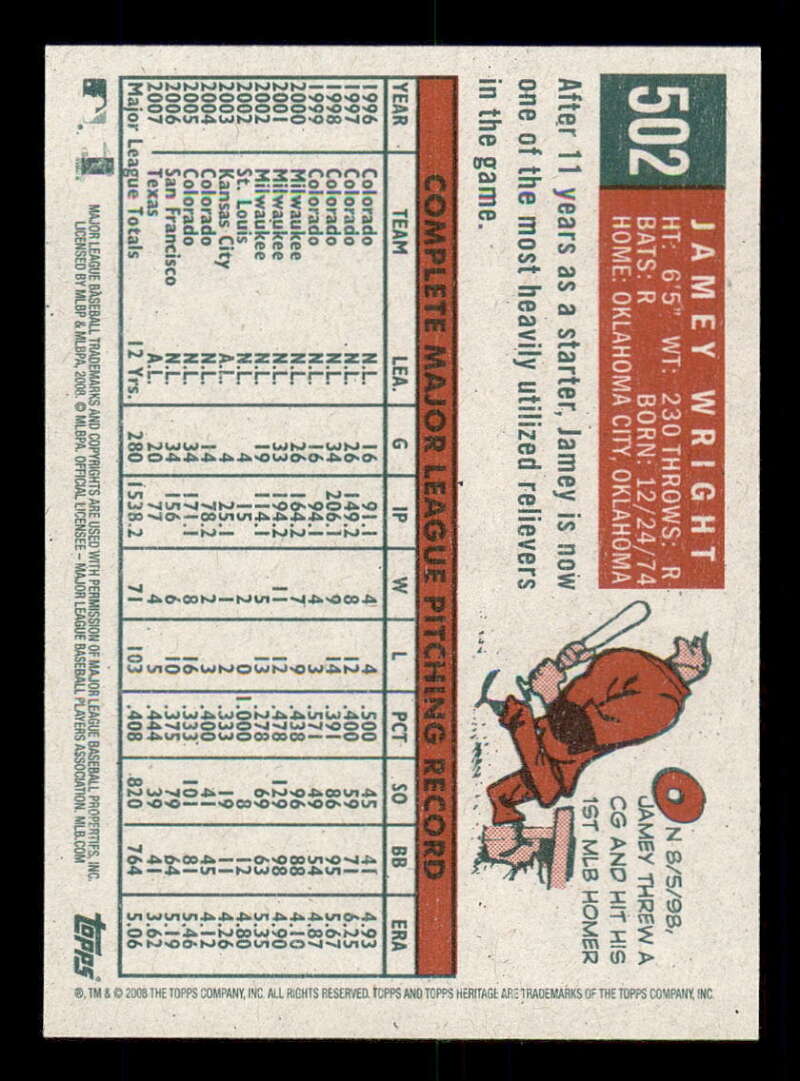 502
JAMEY WRIGHT
HT: 6'5" WT: 230 THROWS: R
BATS: R BORN: 12/24/74
HOME: OKLAHOMA CITY, OKLAHOMA
After 11 years as a starter, Jamey is now
one of the most heavily utilized relievers
in the game.
ON 8/5/98,
JAMEY THREW A
CG AND HIT HIS
1ST MLB HOMER
COMPLETE MAJOR LEAGUE PITCHING RECORD
YEAR TEAM LEA. G IP W L PCT SO BB ERA
1996 Colorado N.L. 16 91.1 4 4 .500 45 41 4.93
1997 Colorado N.L. 26 149.2 8 12 .400 59 71 6.25
1998 Colorado N.L. 34 206.1 9 14 .391 86 95 5.67
1999 Colorado N.L. 16 94.1 4 3 .571 49 54 4.87
2000 Milwaukee N.L. 26 164.2 7 9 .438 96 88 4.10
2001 Milwaukee N.L. 33 194.2 11 12 .478 129 98 4.90
2002 Milwaukee N.L. 19 114.1 5 13 .278 69 63 5.35
2002 St. Louis N.L. 4 15 2 0 1.000 8 12 4.80
2003 Kansas City A.L. 4 25.1 1 2 .333 19 11 4.26
2004 Colorado N.L. 14 78.2 2 3 .400 41 45 4.12
2005 Colorado N.L. 34 171.1 8 16 .333 101 81 5.46
2006 San Francisco N.L. 34 156 6 10 .375 79 64 5.19
2007 Texas A.L. 20 77 4 5 .444 39 41 3.62
Major League Totals 12 Yrs. 280 1538.2 71 103 .408 820 764 5.06
MAJOR LEAGUE BASEBALL TRADEMARKS AND COPYRIGHTS ARE USED WITH PERMISSION OF MAJOR LEAGUE BASEBALL PROPERTIES, INC.
LICENSED BY MLBP & MLBPA, 2008. © MLBPA. OFFICIAL LICENSEE – MAJOR LEAGUE BASEBALL PLAYERS ASSOCIATION. MLB.COM
topps
®, TM & © 2008 THE TOPPS COMPANY, INC. ALL RIGHTS RESERVED. TOPPS AND TOPPS HERITAGE ARE TRADEMARKS OF THE TOPPS COMPANY, INC.